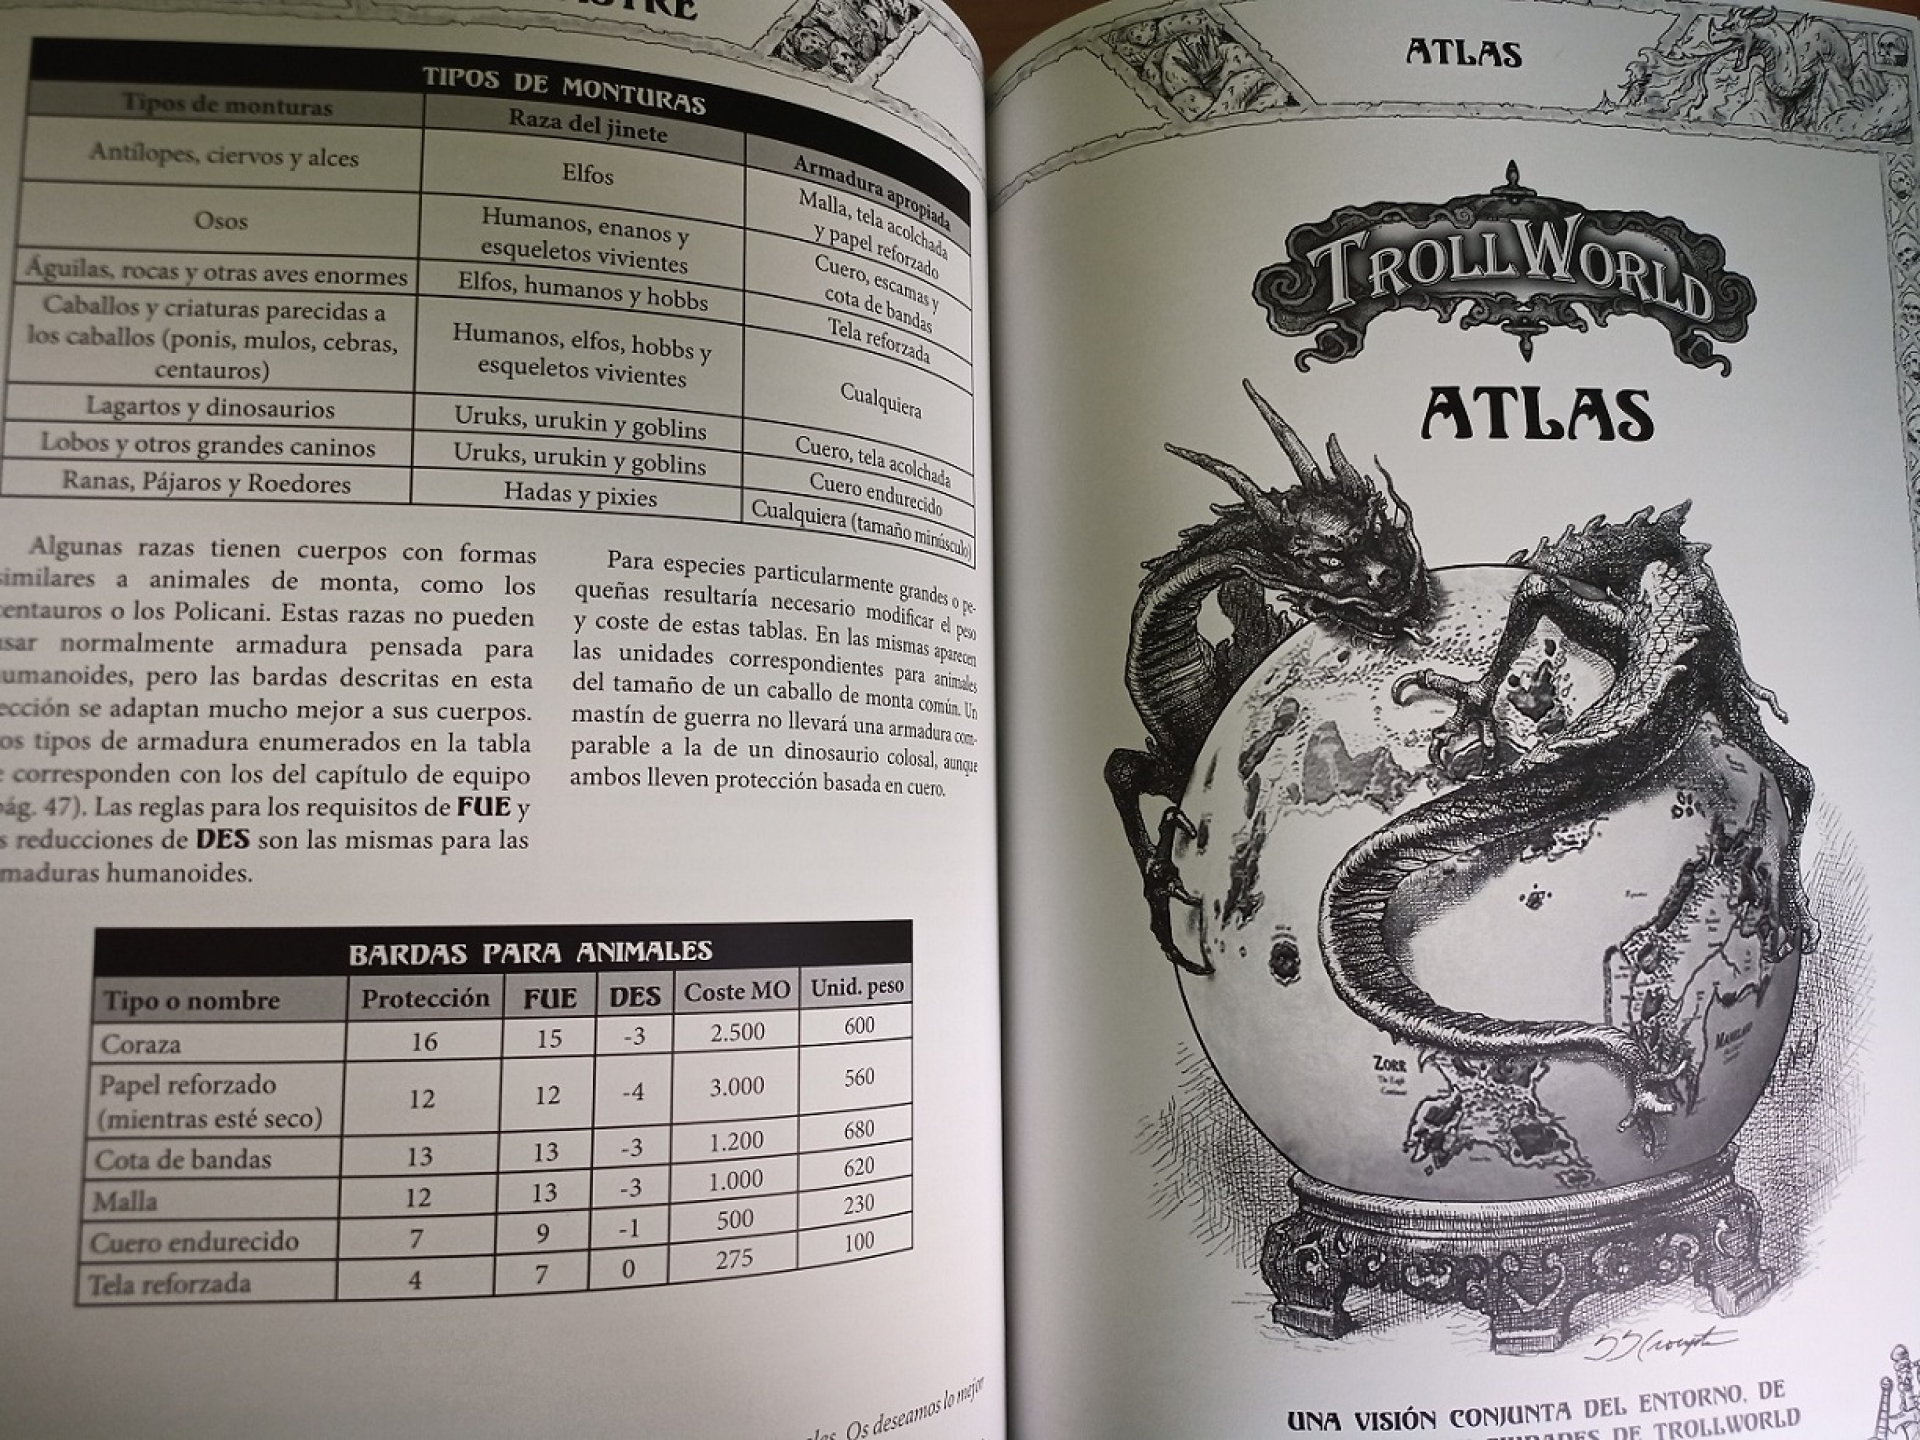 TIPOS DE MONTURAS
Tipos de monturas
Raza del jinete
Armadura apropiada
Antílopes, ciervos y alces
Elfos
Malla, tela acolchada
y papel reforzado
Osos
Humanos, enanos y
esqueletos vivientes
Cuero, escamas y
cota de bandas
Águilas, rocas y otras aves enormes
Elfos, humanos y hobbs
Tela reforzada
Caballos y criaturas parecidas a
los caballos (ponis, mulos, cebras,
centauros)
Humanos, elfos, hobbs y
esqueletos vivientes
Cualquiera
Lagartos y dinosaurios
Uruks, urukin y goblins
Cuero, tela acolchada
Lobos y otros grandes caninos
Uruks, urukin y goblins
Cuero endurecido
Ranas, Pájaros y Roedores
Hadas y pixies
Cualquiera (tamaño minúsculo)
Algunas razas tienen cuerpos con formas
similares a animales de monta, como los
centauros o los Policani. Estas razas no pueden
usar normalmente armadura pensada para
umanoides, pero las bardas descritas en esta
ección se adaptan mucho mejor a sus cuerpos.
os tipos de armadura enumerados en la tabla
e corresponden con los del capítulo de equipo
pág. 47). Las reglas para los requisitos de FUE y
s reducciones de DES son las mismas para las
maduras humanoides.
Para especies particularmente grandes o pe-
queñas resultaría necesario modificar el peso
y coste de estas tablas. En las mismas aparecen
las unidades correspondientes para animales
del tamaño de un caballo de monta común. Un
mastín de guerra no llevará una armadura com-
parable a la de un dinosaurio colosal, aunque
ambos lleven protección basada en cuero.
BARDAS PARA ANIMALES
Tipo o nombre Protección FUE DES Coste MO Unid. peso
Coraza 16 15 -3 2.500 600
Papel reforzado
(mientras esté seco) 12 12 -4 3.000 560
Cota de bandas 13 13 -3 1.200 680
Malla 12 13 -3 1.000 620
Cuero endurecido 7 9 -1 500 230
Tela reforzada 4 7 0 275 100
Os deseamos lo mejor
ATLAS
TROLLWORLD
ATLAS
ZORR
The Eagle
Continent
UNA VISIÓN CONJUNTA DEL ENTORNO, DE
DE TROLLWORLD